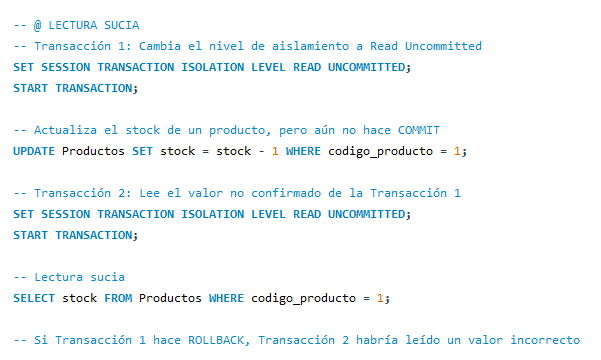 -- @ LECTURA SUCIA
-- Transacción 1: Cambia el nivel de aislamiento a Read Uncommitted
SET SESSION TRANSACTION ISOLATION LEVEL READ UNCOMMITTED;
START TRANSACTION;
-- Actualiza el stock de un producto, pero aún no hace COMMIT
UPDATE Productos SET stock = stock - 1 WHERE codigo_producto = 1;
-- Transacción 2: Lee el valor no confirmado de la Transacción 1
SET SESSION TRANSACTION ISOLATION LEVEL READ UNCOMMITTED;
START TRANSACTION;
-- Lectura sucia
SELECT stock FROM Productos WHERE codigo_producto = 1;
-- Si Transacción 1 hace ROLLBACK, Transacción 2 habría leído un valor incorrecto